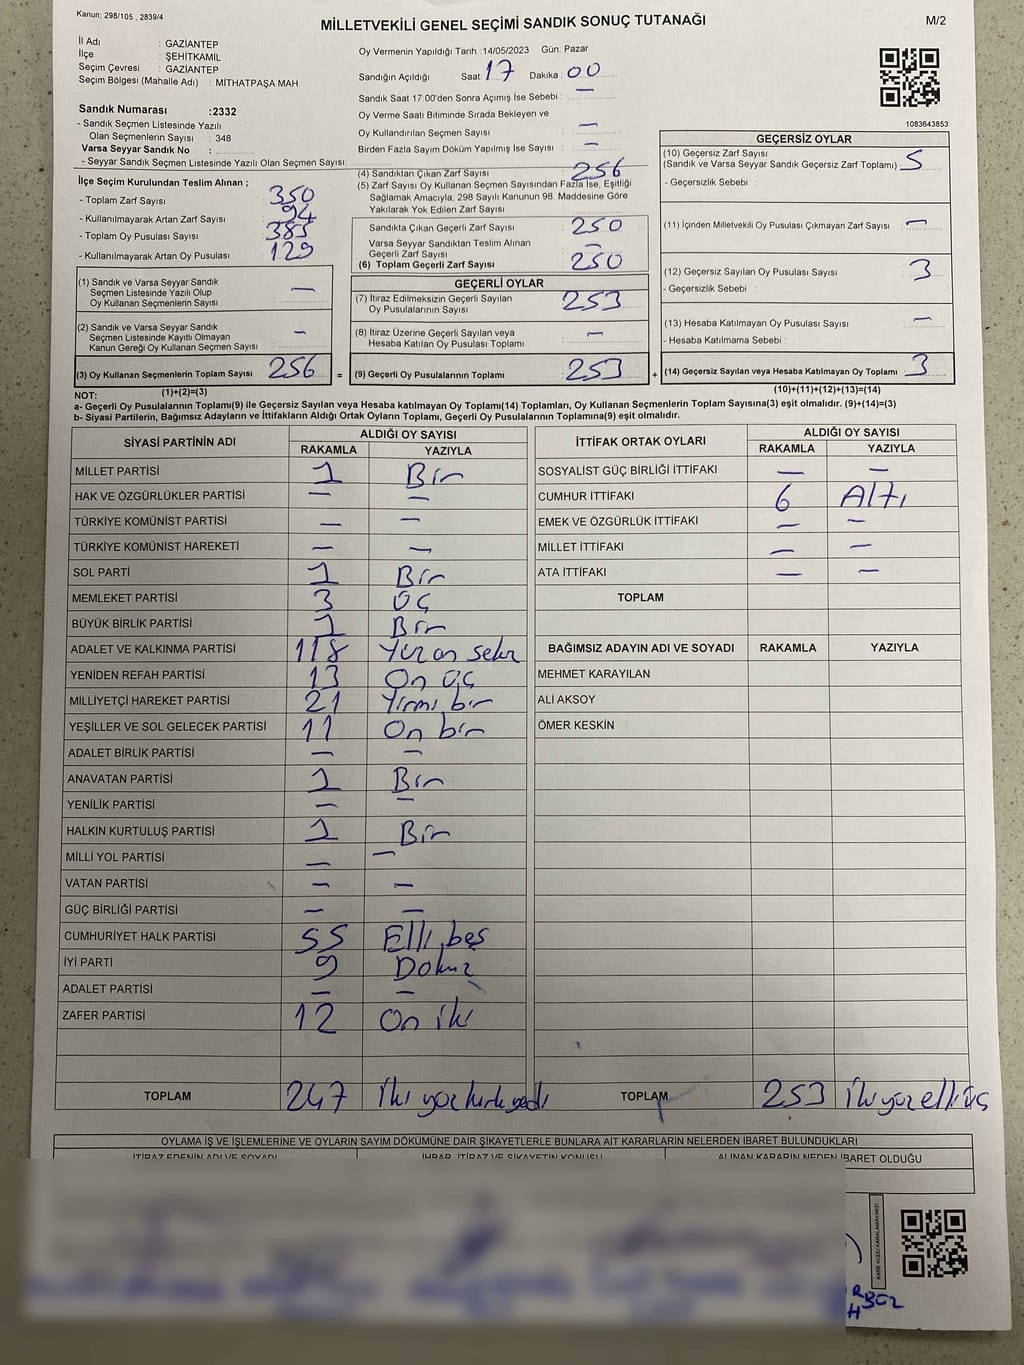 Kanun; 298/105 , 2839/4
MİLLETVEKİLİ GENEL SEÇİMİ SANDIK SONUÇ TUTANAĞI
M/2
İl Adı : GAZİANTEP
İlçe : ŞEHİTKAMİL
Seçim Çevresi : GAZİANTEP
Seçim Bölgesi (Mahalle Adı) : MİTHATPAŞA MAH
Sandık Numarası :2332
- Sandık Seçmen Listesinde Yazılı
Olan Seçmenlerin Sayısı : 348
Varsa Seyyar Sandık No :
- Seyyar Sandık Seçmen Listesinde Yazılı Olan Seçmen Sayısı:
Oy Vermenin Yapıldığı Tarih :14/05/2023 Gün: Pazar
Sandığın Açıldığı Saat : 17 Dakika : 00
Sandık Saat 17:00'den Sonra Açımış İse Sebebi : —
Oy Verme Saati Bitiminde Sırada Bekleyen ve
Oy Kullandırılan Seçmen Sayısı : —
Birden Fazla Sayım Döküm Yapılmış İse Sayısı : —
1083643853
İlçe Seçim Kurulundan Teslim Alınan ;
- Toplam Zarf Sayısı : 350
- Kullanılmayarak Artan Zarf Sayısı : 94
- Toplam Oy Pusulası Sayısı : 385
- Kullanılmayarak Artan Oy Pusulası : 129
(4) Sandıktan Çıkan Zarf Sayısı : 256
(5) Zarf Sayısı Oy Kullanan Seçmen Sayısından Fazla İse, Eşitliği
Sağlamak Amacıyla, 298 Sayılı Kanunun 98. Maddesine Göre
Yakılarak Yok Edilen Zarf Sayısı :
Sandıkta Çıkan Geçerli Zarf Sayısı : 250
Varsa Seyyar Sandıktan Teslim Alınan
Geçerli Zarf Sayısı : —
(6) Toplam Geçerli Zarf Sayısı : 250
GEÇERSİZ OYLAR
(10) Geçersiz Zarf Sayısı : 5
(Sandık ve Varsa Seyyar Sandık Geçersiz Zarf Toplamı)
- Geçersizlik Sebebi :
(11) İçinden Milletvekili Oy Pusulası Çıkmayan Zarf Sayısı : —
(12) Geçersiz Sayılan Oy Pusulası Sayısı : 3
- Geçersizlik Sebebi :
(13) Hesaba Katılmayan Oy Pusulası Sayısı : —
- Hesaba Katılmama Sebebi :
(1) Sandık ve Varsa Seyyar Sandık
Seçmen Listesinde Yazılı Olup
Oy Kullanan Seçmenlerin Sayısı : —
(2) Sandık ve Varsa Seyyar Sandık
Seçmen Listesinde Kayıtlı Olmayan
Kanun Gereği Oy Kullanan Seçmen Sayısı : —
GEÇERLİ OYLAR
(7) İtiraz Edilmeksizin Geçerli Sayılan
Oy Pusulalarının Sayısı : 253
(8) İtiraz Üzerine Geçerli Sayılan veya
Hesaba Katılan Oy Pusulası Toplamı : —
(3) Oy Kullanan Seçmenlerin Toplam Sayısı : 256 = (9) Geçerli Oy Pusulalarının Toplamı : 253 + (14) Geçersiz Sayılan veya Hesaba Katılmayan Oy Toplamı : 3
NOT: (1)+(2)=(3) (10)+(11)+(12)+(13)=(14)
a- Geçerli Oy Pusulalarının Toplamı(9) ile Geçersiz Sayılan veya Hesaba katılmayan Oy Toplamı(14) Toplamları, Oy Kullanan Seçmenlerin Toplam Sayısına(3) eşit olmalıdır. (9)+(14)=(3)
b- Siyasi Partilerin, Bağımsız Adayların ve İttifakların Aldığı Ortak Oyların Toplamı, Geçerli Oy Pusulalarının Toplamına(9) eşit olmalıdır.
SİYASİ PARTİNİN ADI ALDIĞI OY SAYISI
RAKAMLA YAZIYLA
MİLLET PARTİSİ 1 Bir
HAK VE ÖZGÜRLÜKLER PARTİSİ — —
TÜRKİYE KOMÜNİST PARTİSİ — —
TÜRKİYE KOMÜNİST HAREKETİ — —
SOL PARTİ 1 Bir
MEMLEKET PARTİSİ 3 Üç
BÜYÜK BİRLİK PARTİSİ 1 Bir
ADALET VE KALKINMA PARTİSİ 118 Yüz on sekiz
YENİDEN REFAH PARTİSİ 13 On üç
MİLLİYETÇİ HAREKET PARTİSİ 21 Yirmi bir
YEŞİLLER VE SOL GELECEK PARTİSİ 11 On bir
ADALET BİRLİK PARTİSİ — —
ANAVATAN PARTİSİ 1 Bir
YENİLİK PARTİSİ — —
HALKIN KURTULUŞ PARTİSİ 1 Bir
MİLLİ YOL PARTİSİ — —
VATAN PARTİSİ — —
GÜÇ BİRLİĞİ PARTİSİ — —
CUMHURİYET HALK PARTİSİ 55 Elli beş
İYİ PARTİ 9 Dokuz
ADALET PARTİSİ — —
ZAFER PARTİSİ 12 On iki
TOPLAM 247 İki yüz kırk yedi
İTTİFAK ORTAK OYLARI ALDIĞI OY SAYISI
RAKAMLA YAZIYLA
SOSYALİST GÜÇ BİRLİĞİ İTTİFAKI — —
CUMHUR İTTİFAKI 6 Altı
EMEK VE ÖZGÜRLÜK İTTİFAKI — —
MİLLET İTTİFAKI — —
ATA İTTİFAKI — —
TOPLAM
BAĞIMSIZ ADAYIN ADI VE SOYADI RAKAMLA YAZIYLA
MEHMET KARAYILAN
ALİ AKSOY
ÖMER KESKİN
TOPLAM 253 İki yüz elli üç
OYLAMA İŞ VE İŞLEMLERİNE VE OYLARIN SAYIM DÖKÜMÜNE DAİR ŞİKAYETLERLE BUNLARA AİT KARARLARIN NELERDEN İBARET BULUNDUKLARI
İTİRAZ EDENİN ADI VE SOYADI İHBAR, İTİRAZ VE ŞİKAYETİN KONUSU ALINAN KARARIN NEDEN İBARET OLDUĞU
KARE KODU KARALAMAYINIZ!